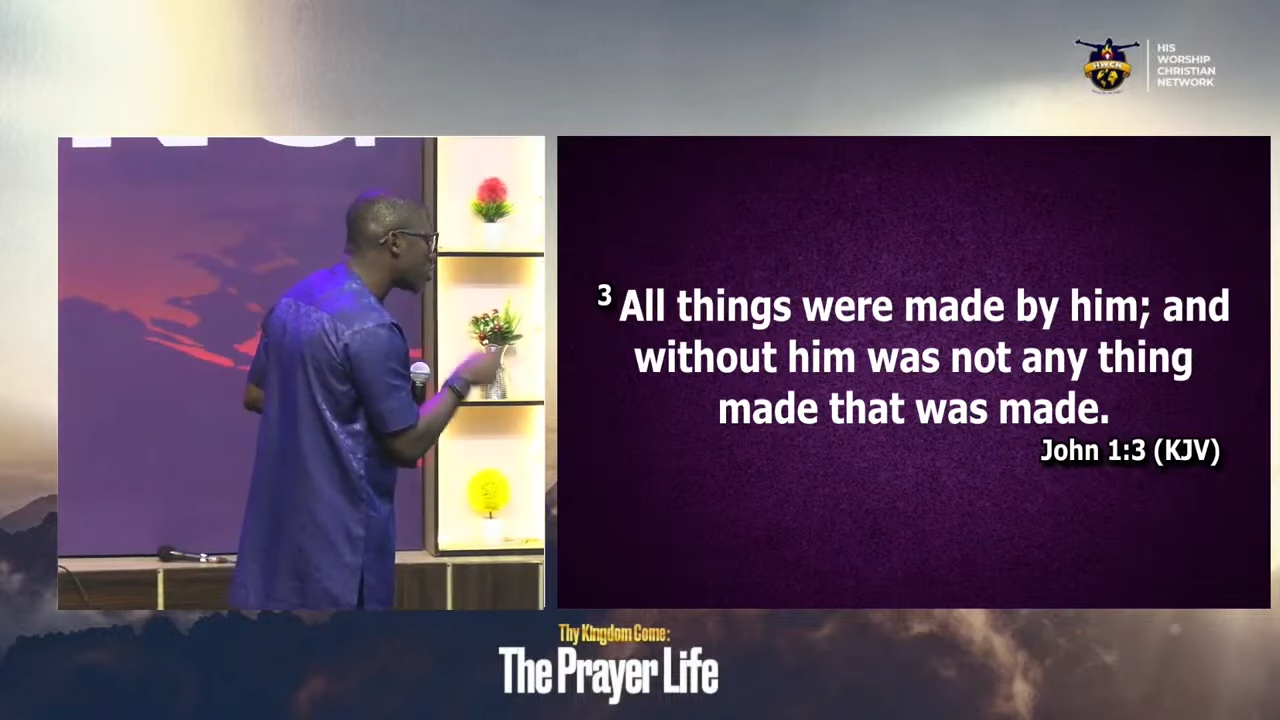 HWCN
HIS
WORSHIP
CHRISTIAN
NETWORK
3 All things were made by him; and
without him was not any thing
made that was made.
John 1:3 (KJV)
Thy Kingdom Come:
The Prayer Life